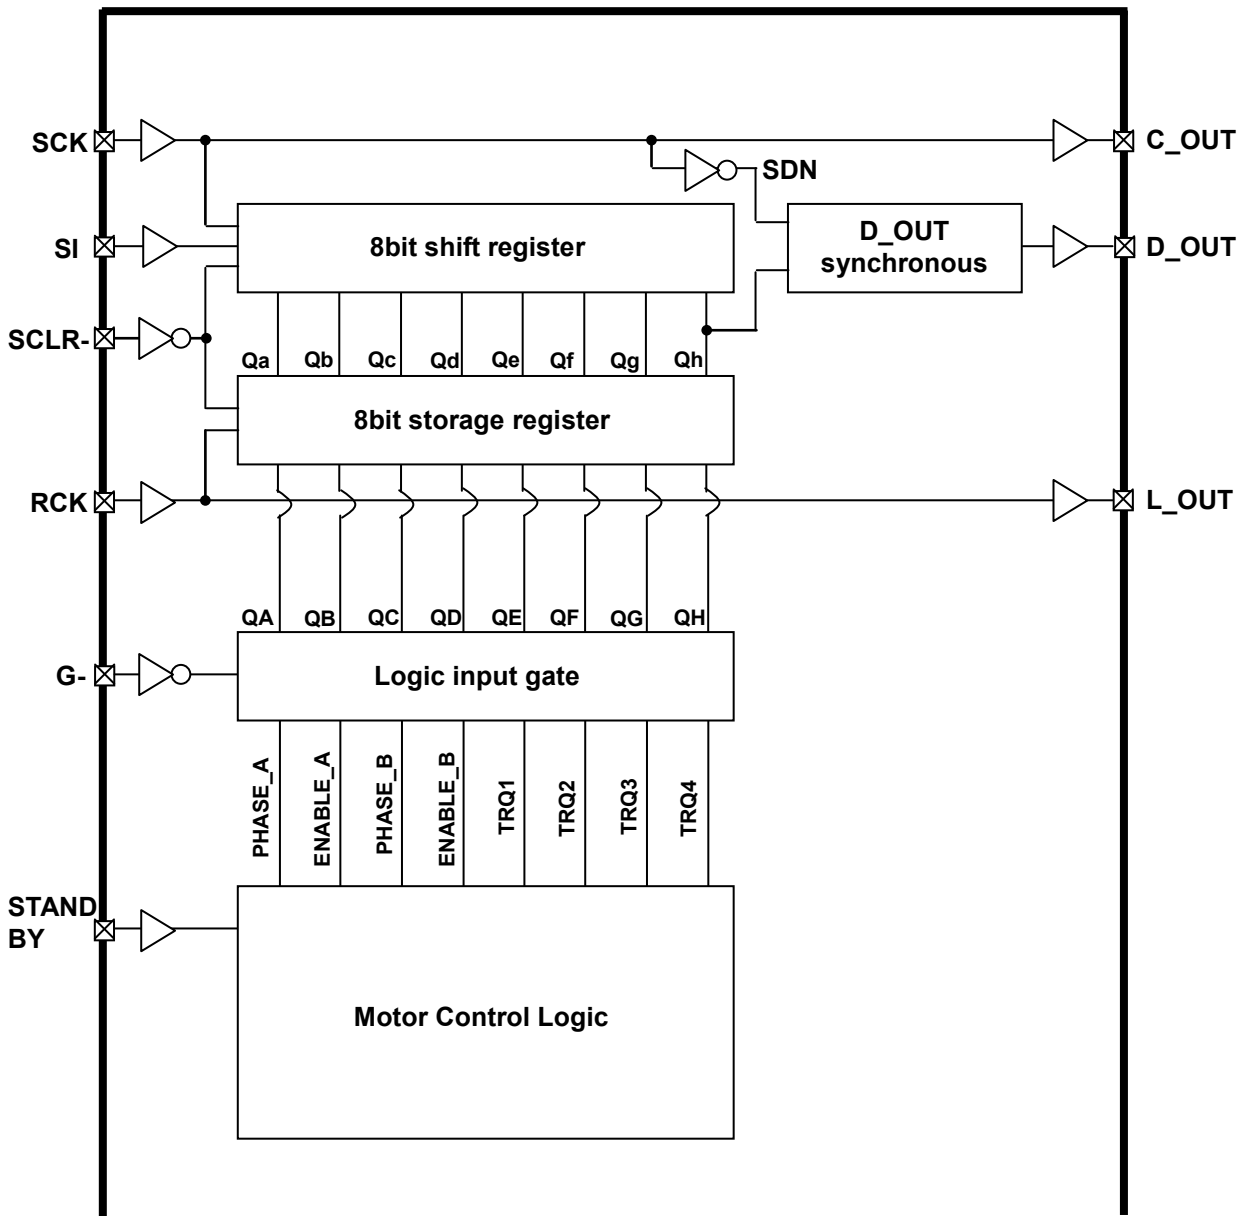 SCK
C_OUT
SDN
SI
8bit shift register
D_OUT
synchronous
D_OUT
SCLR-
Qa
Qb
Qc
Qd
Qe
Qf
Qg
Qh
8bit storage register
RCK
L_OUT
QA
QB
QC
QD
QE
QF
QG
QH
G-
Logic input gate
PHASE_A
ENABLE_A
PHASE_B
ENABLE_B
TRQ1
TRQ2
TRQ3
TRQ4
STAND
BY
Motor Control Logic